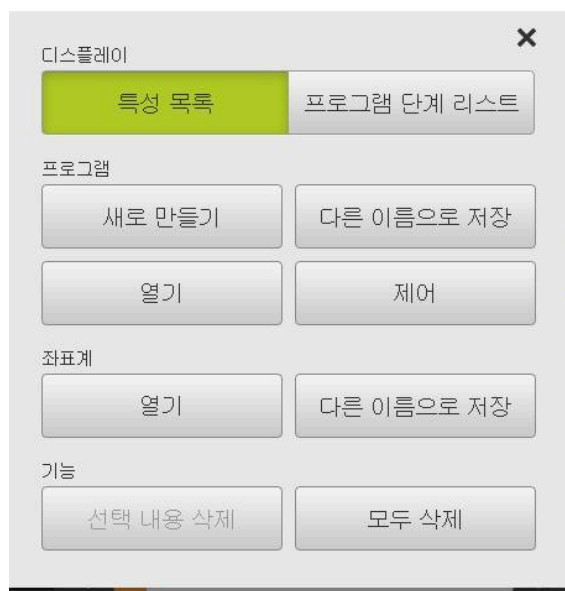 디스플레이
특성 목록 프로그램 단계 리스트
프로그램
새로 만들기 다른 이름으로 저장
열기 제어
좌표계
열기 다른 이름으로 저장
기능
선택 내용 삭제 모두 삭제